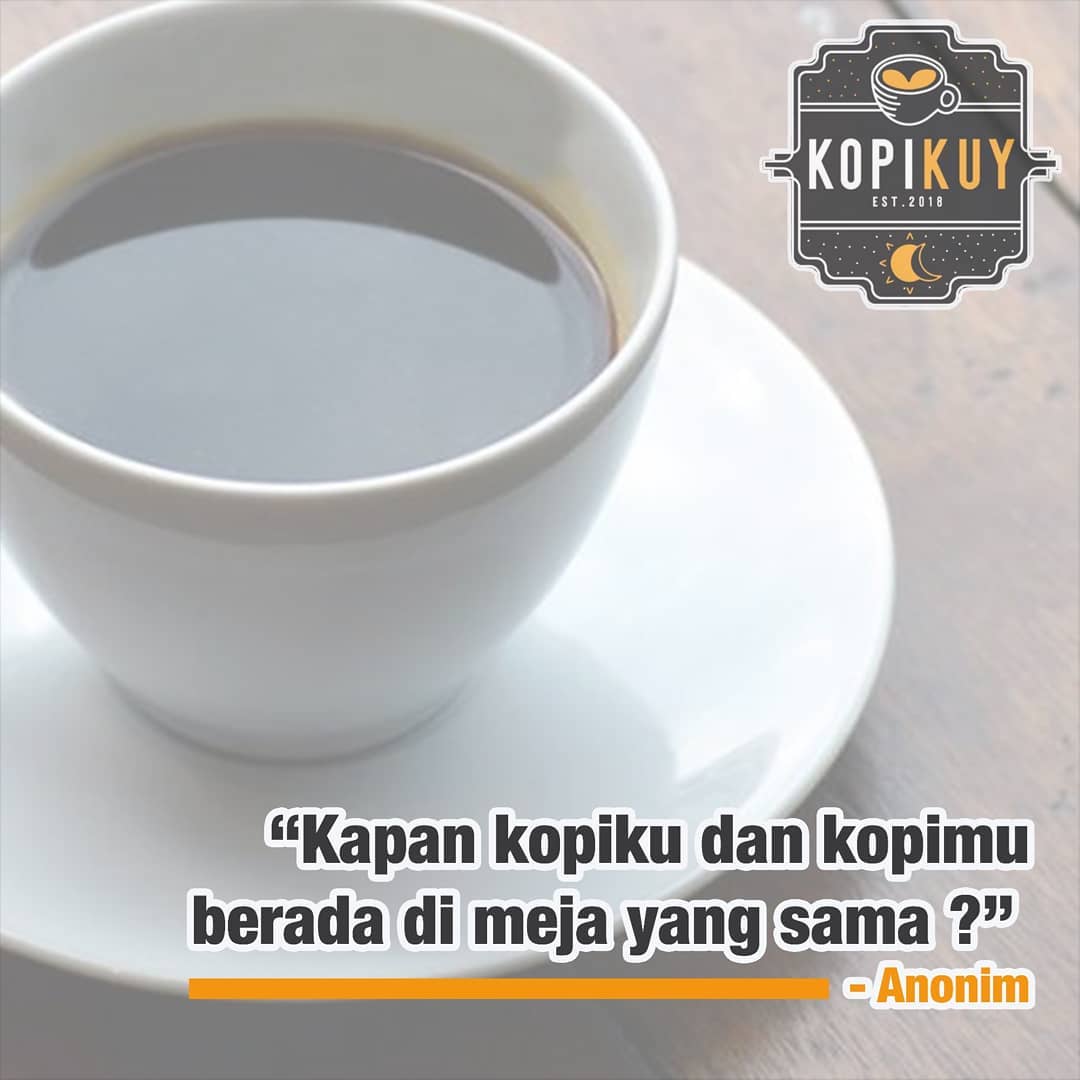 KOPIKUY
EST.2018
“Kapan kopiku dan kopimu
berada di meja yang sama ?”
- Anonim